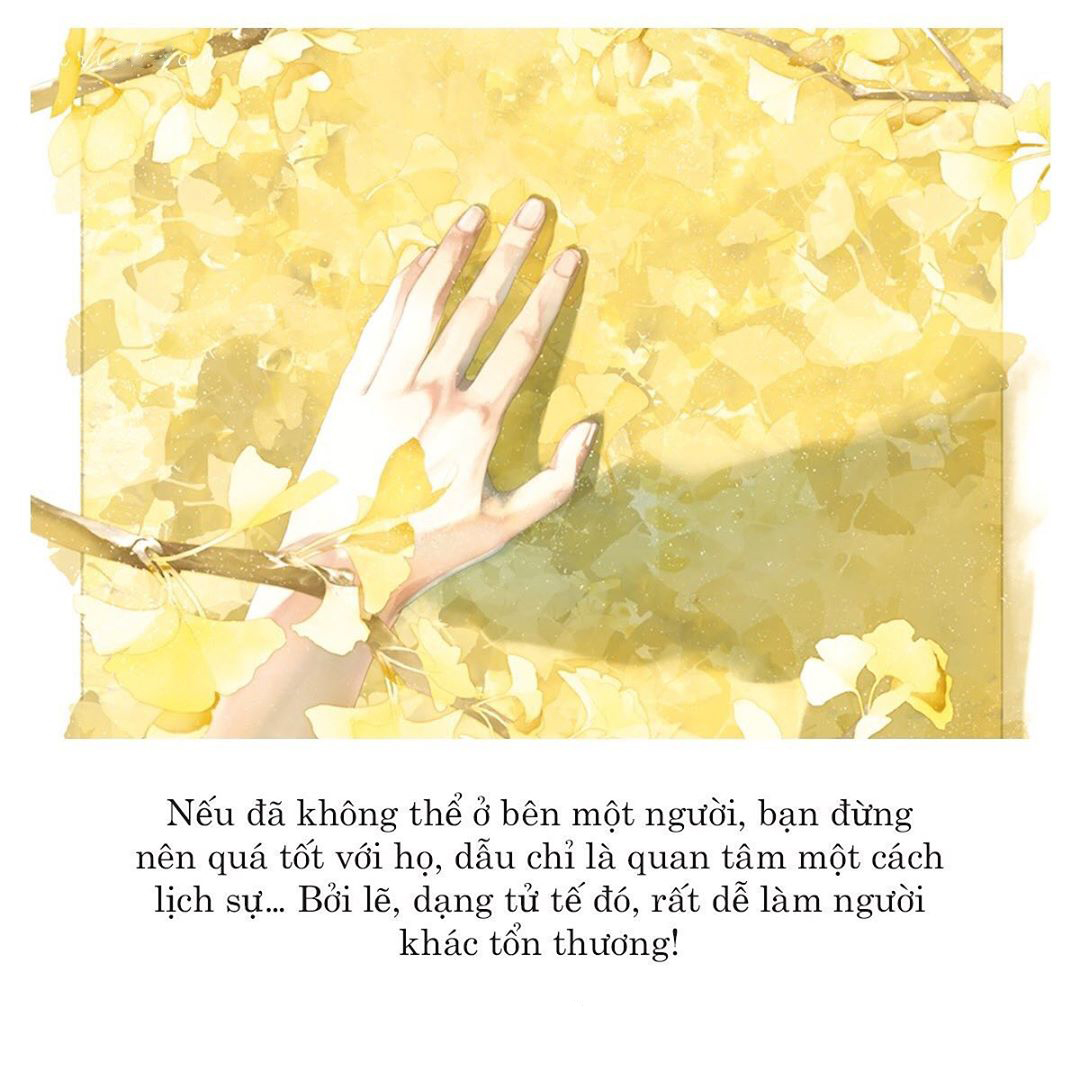 Nếu đã không thể ở bên một người, bạn đừng
nên quá tốt với họ, dẫu chỉ là quan tâm một cách
lịch sự... Bởi lẽ, dạng tử tế đó, rất dễ làm người
khác tổn thương!